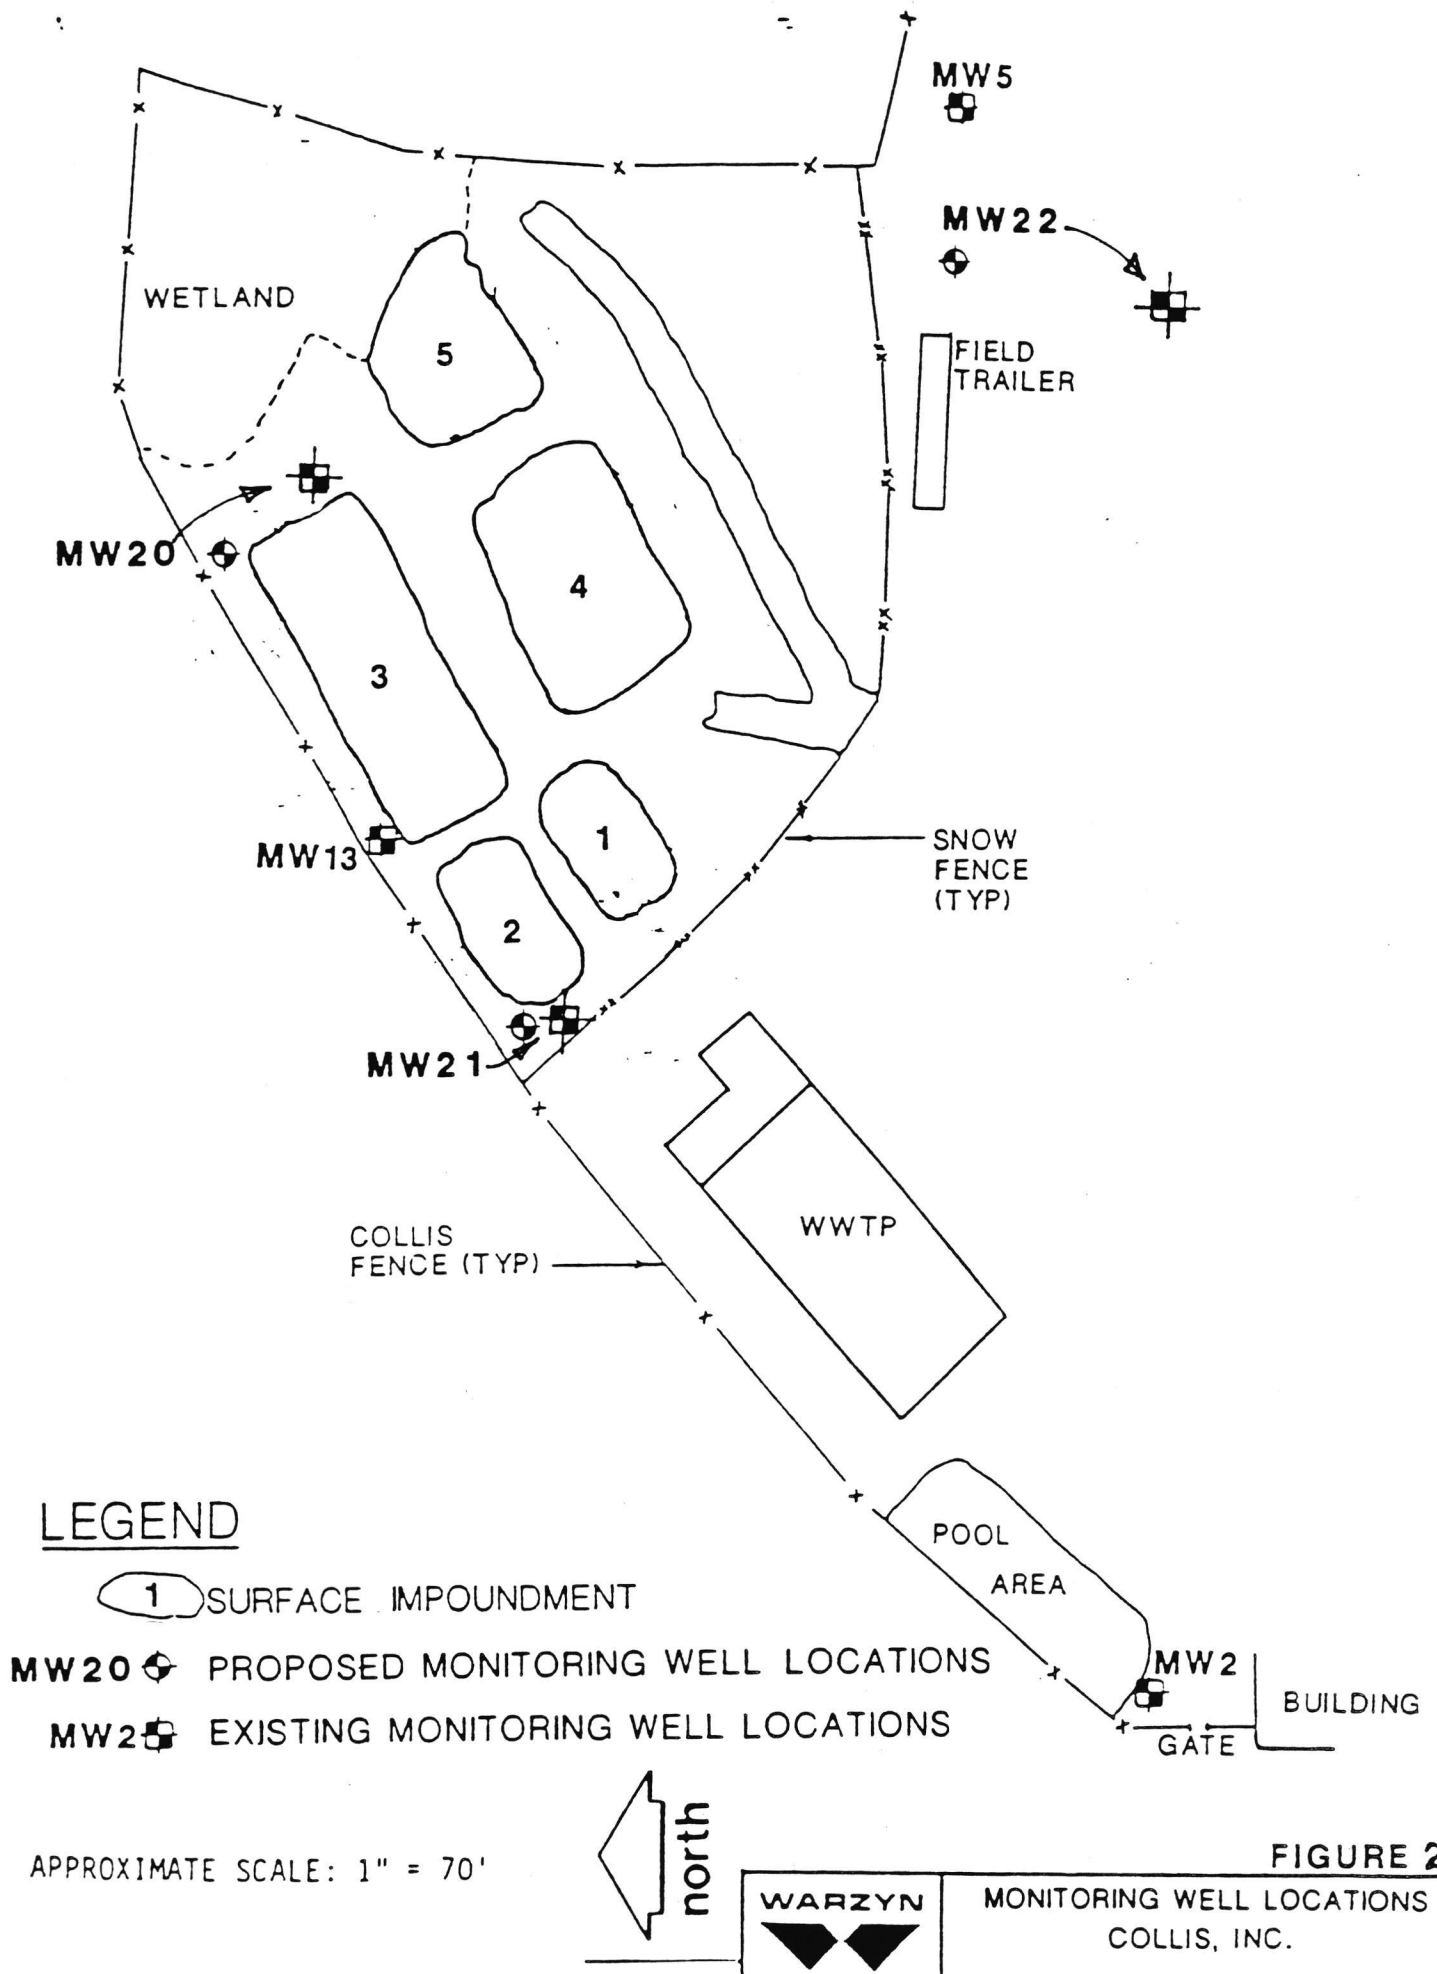 MW5
MW22
WETLAND
5
FIELD
TRAILER
MW20
4
3
MW13
1
SNOW
FENCE
(TYP)
2
MW21
WWTP
COLLIS
FENCE (TYP)
POOL
AREA
MW2
BUILDING
GATE
LEGEND
1 SURFACE IMPOUNDMENT
MW20 PROPOSED MONITORING WELL LOCATIONS
MW2 EXISTING MONITORING WELL LOCATIONS
north
APPROXIMATE SCALE: 1" = 70'
FIGURE 2
WARZYN
MONITORING WELL LOCATIONS
COLLIS, INC.